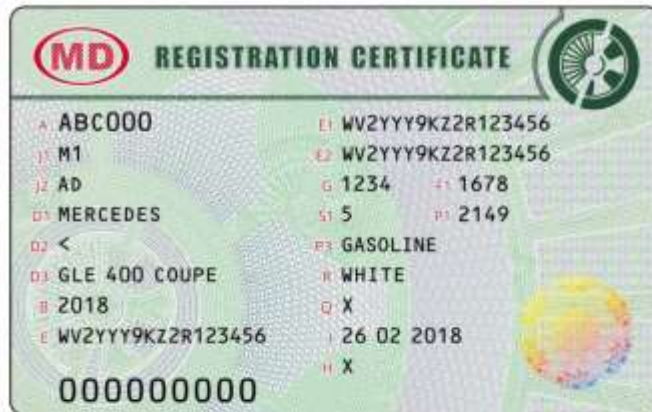 MD REGISTRATION CERTIFICATE
A ABC000
J1 M1
J2 AD
D1 MERCEDES
D2 <
D3 GLE 400 COUPE
B 2018
E WV2YYY9KZ2R123456
000000000
E1 WV2YYY9KZ2R123456
E2 WV2YYY9KZ2R123456
G 1234 F1 1678
S1 5 P1 2149
P3 GASOLINE
R WHITE
Q X
I 26 02 2018
H X